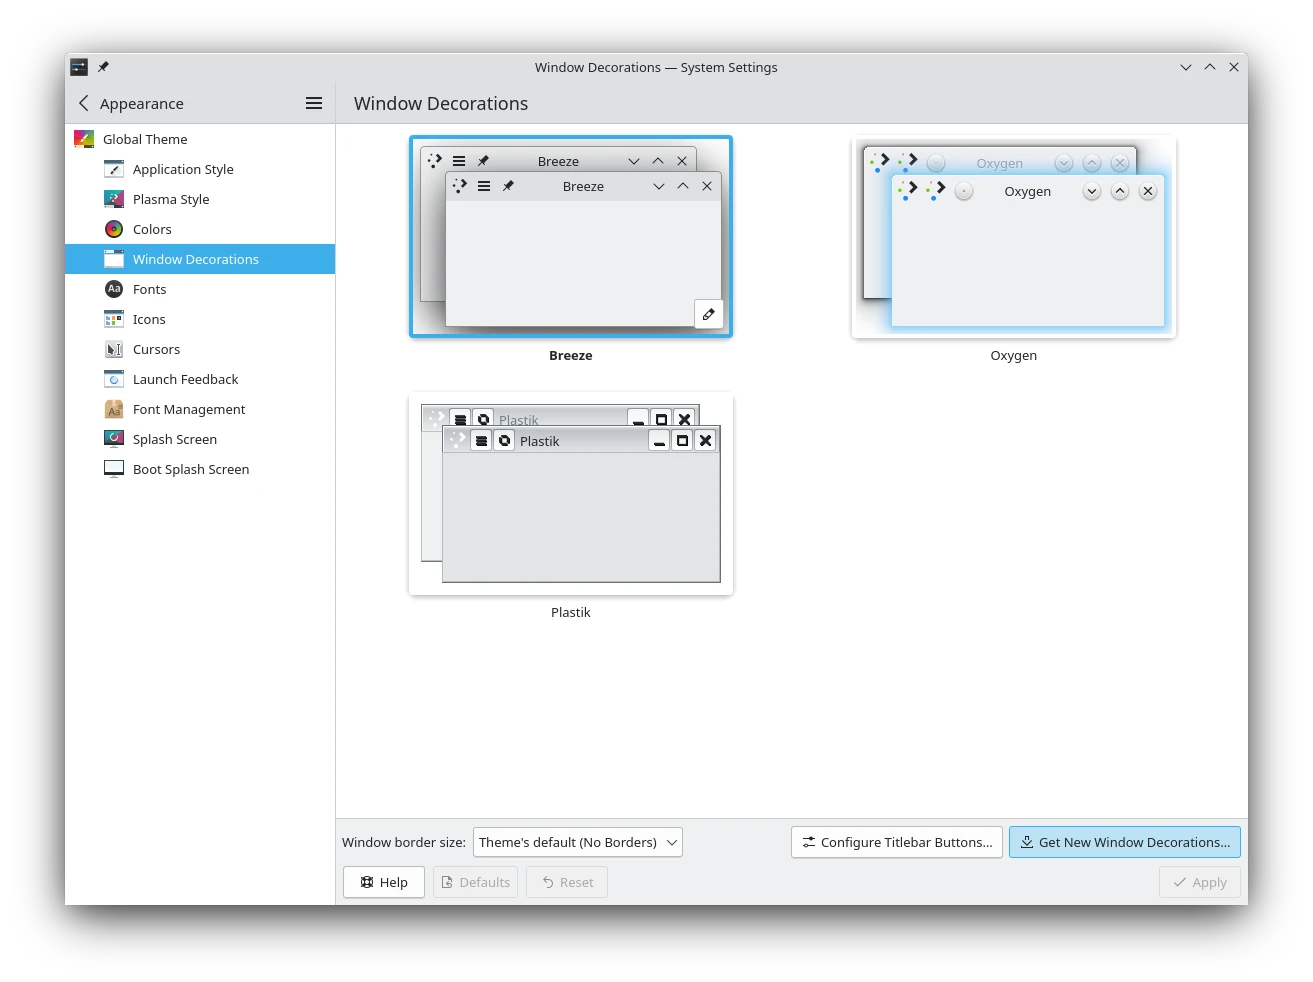 Window Decorations — System Settings
Appearance
Window Decorations
Global Theme
Application Style
Plasma Style
Colors
Window Decorations
Fonts
Icons
Cursors
Launch Feedback
Font Management
Splash Screen
Boot Splash Screen
Breeze
Breeze
Breeze
Oxygen
Oxygen
Oxygen
Plastik
Plastik
Plastik
Window border size: Theme's default (No Borders)
Configure Titlebar Buttons...
Get New Window Decorations...
Help
Defaults
Reset
Apply